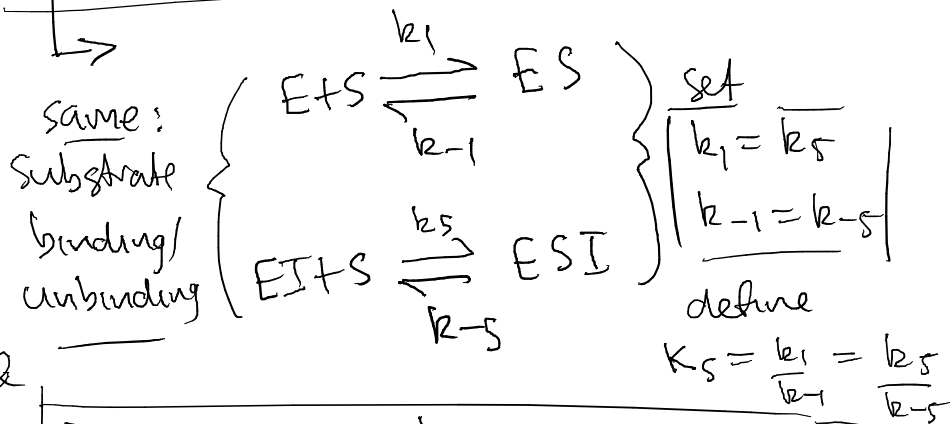 same:
substrate
binding/
unbinding
E+S ⇌ ES
k1
k-1
EI+S ⇌ ESI
k5
k-5
set
k1 = k5
k-1 = k-5
define
Ks = k1/k-1 = k5/k-5